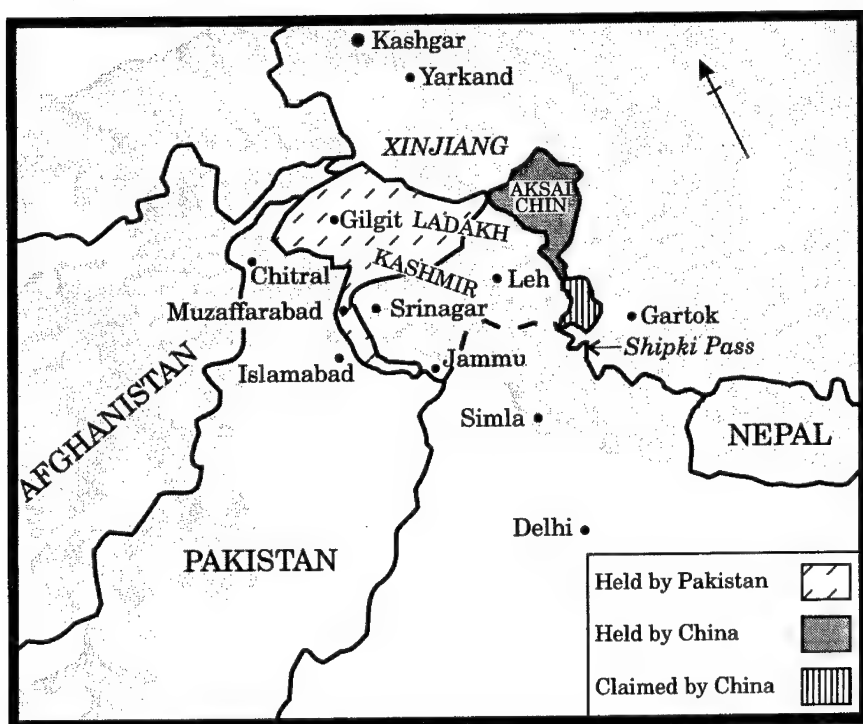 Kashgar
Yarkand
XINJIANG
AKSAI
CHIN
Gilgit
LADAKH
KASHMIR
Chitral
Leh
Muzaffarabad
Srinagar
Gartok
Shipki Pass
Islamabad
Jammu
AFGHANISTAN
Simla
NEPAL
Delhi
PAKISTAN
Held by Pakistan
Held by China
Claimed by China